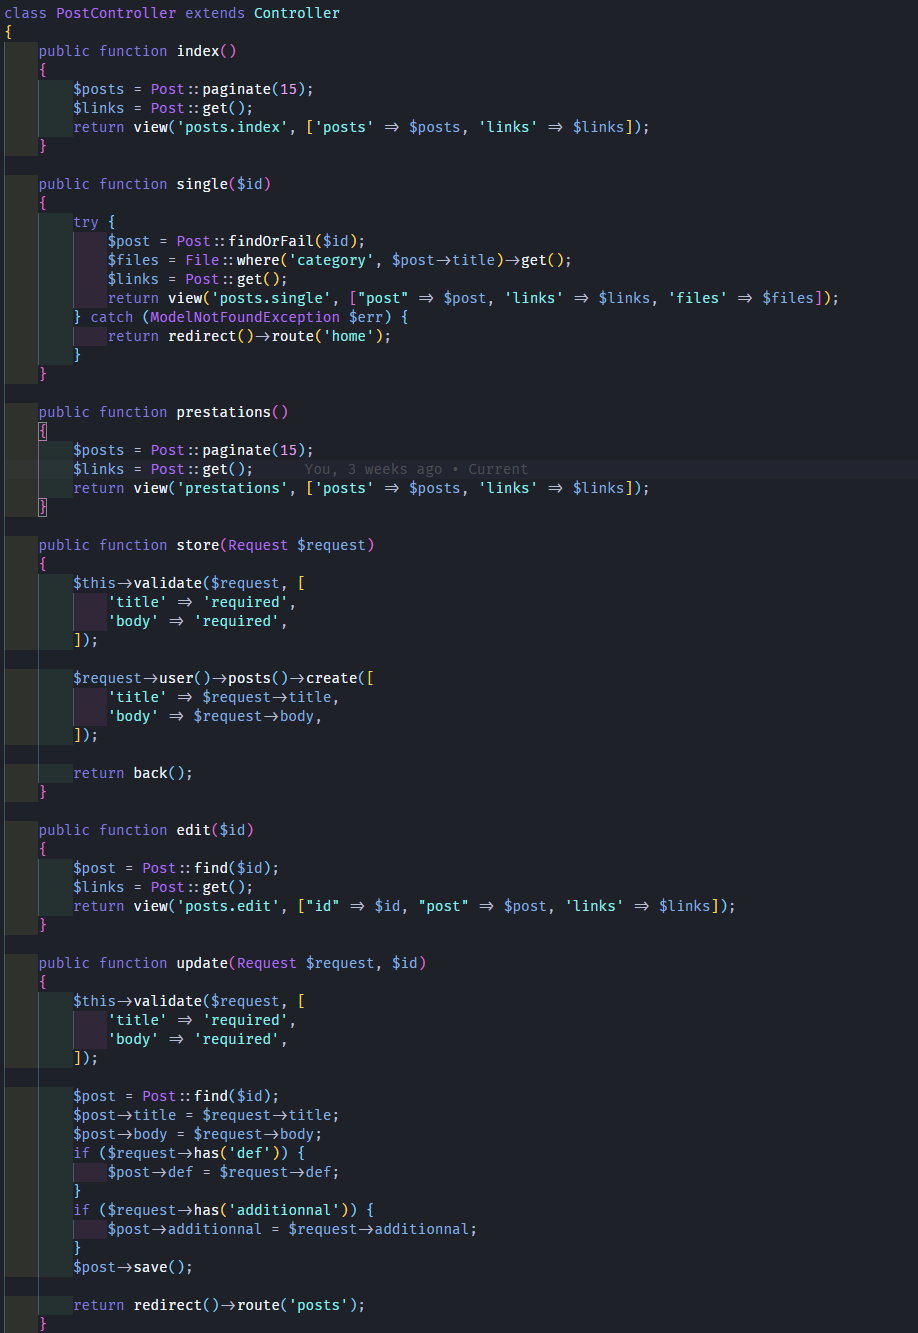 class PostController extends Controller
{
    public function index()
    {
        $posts = Post::paginate(15);
        $links = Post::get();
        return view('posts.index', ['posts' => $posts, 'links' => $links]);
    }

    public function single($id)
    {
        try {
            $post = Post::findOrFail($id);
            $files = File::where('category', $post->title)->get();
            $links = Post::get();
            return view('posts.single', ["post" => $post, 'links' => $links, 'files' => $files]);
        } catch (ModelNotFoundException $err) {
            return redirect()->route('home');
        }
    }

    public function prestations()
    {
        $posts = Post::paginate(15);
        $links = Post::get();      You, 3 weeks ago • Current
        return view('prestations', ['posts' => $posts, 'links' => $links]);
    }

    public function store(Request $request)
    {
        $this->validate($request, [
            'title' => 'required',
            'body' => 'required',
        ]);

        $request->user()->posts()->create([
            'title' => $request->title,
            'body' => $request->body,
        ]);

        return back();
    }

    public function edit($id)
    {
        $post = Post::find($id);
        $links = Post::get();
        return view('posts.edit', ["id" => $id, "post" => $post, 'links' => $links]);
    }

    public function update(Request $request, $id)
    {
        $this->validate($request, [
            'title' => 'required',
            'body' => 'required',
        ]);

        $post = Post::find($id);
        $post->title = $request->title;
        $post->body = $request->body;
        if ($request->has('def')) {
            $post->def = $request->def;
        }
        if ($request->has('additionnal')) {
            $post->additionnal = $request->additionnal;
        }
        $post->save();

        return redirect()->route('posts');
    }